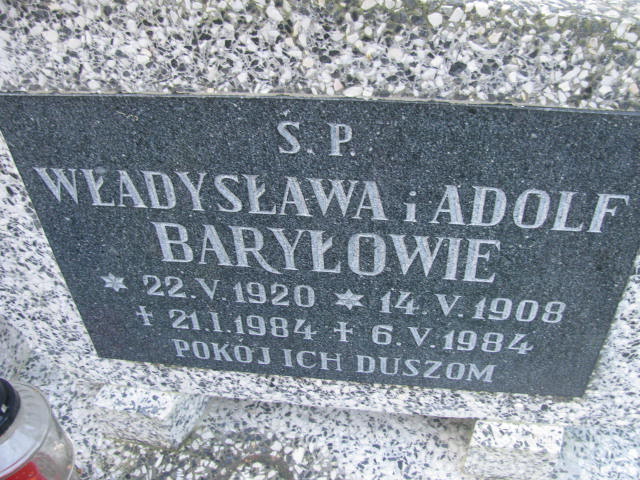 Ś. P.
WŁADYSŁAWA i ADOLF
BARYŁOWIE
* 22.V.1920 * 14.V.1908
✝ 21.I.1984 ✝ 6.V.1984
POKÓJ ICH DUSZOM